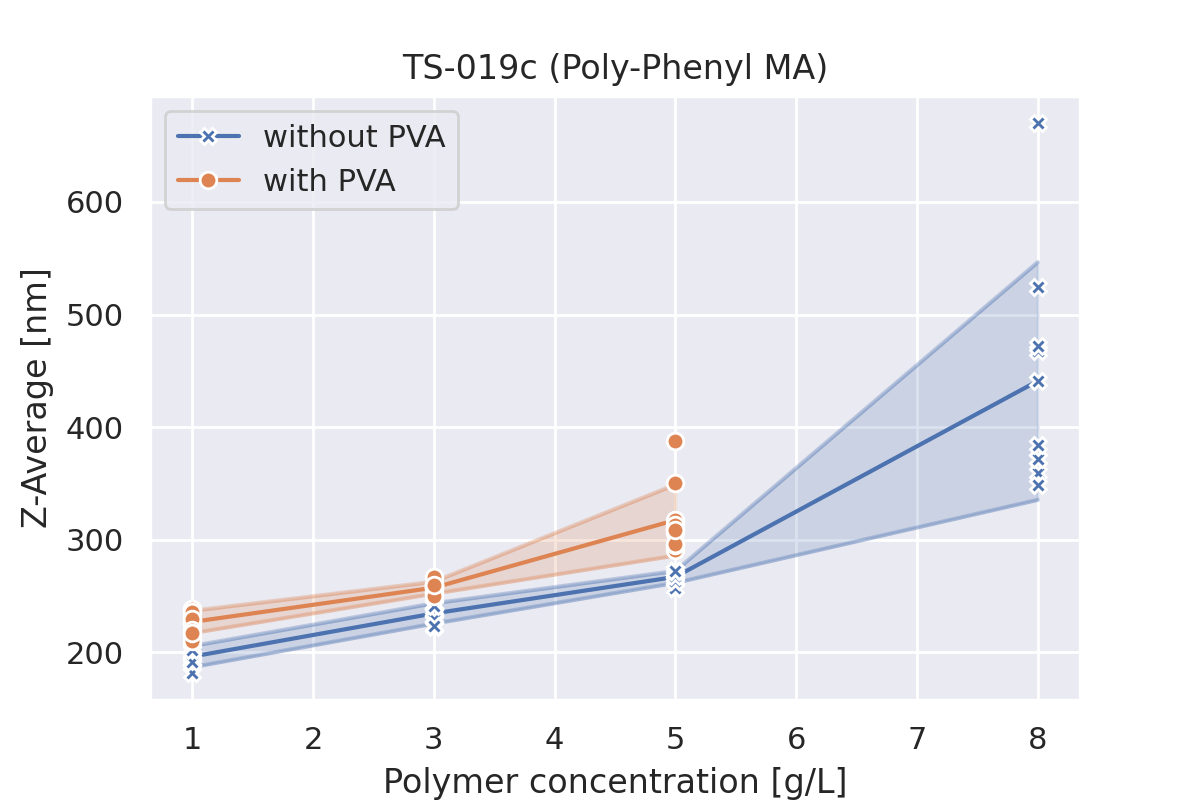 TS-019c (Poly-Phenyl MA)
without PVA
with PVA
Z-Average [nm]
600
500
400
300
200
1 2 3 4 5 6 7 8
Polymer concentration [g/L]